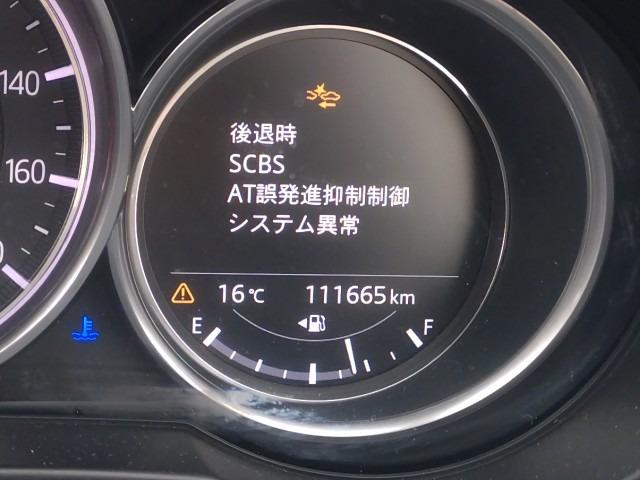 140
160
後退時
SCBS
AT誤発進抑制制御
システム異常
16℃ 111665km
E F